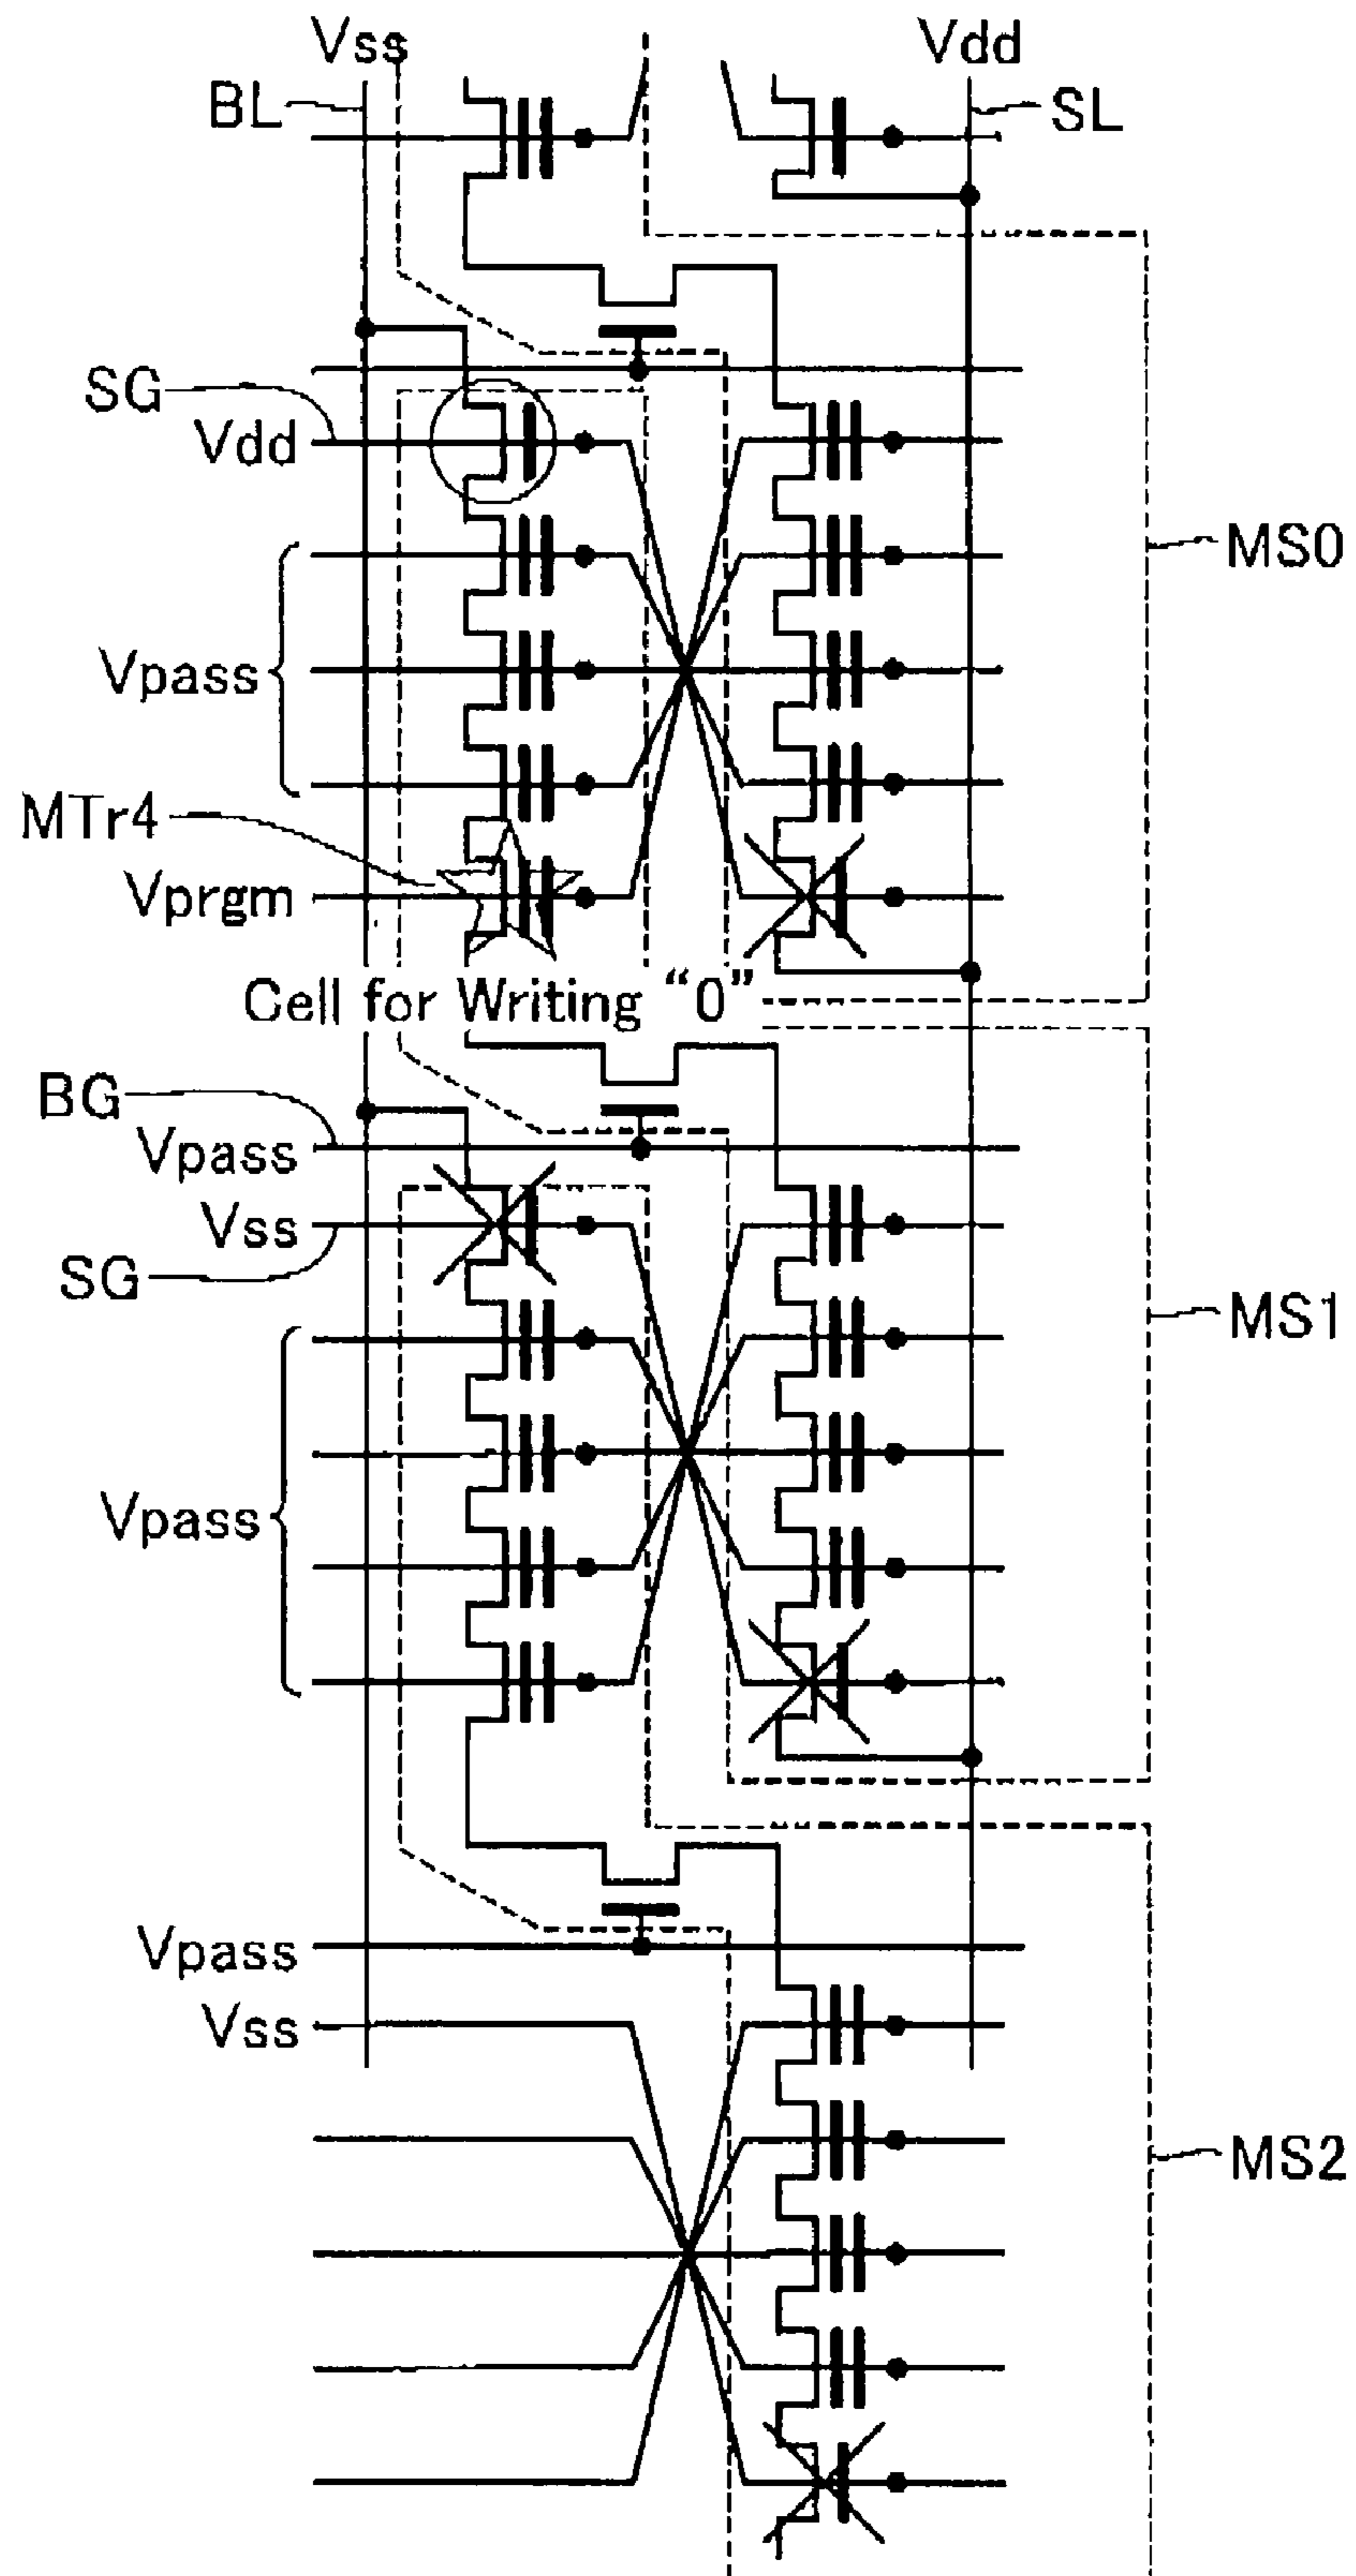 Vss
Vdd
BL
SL
SG
Vdd
MS0
Vpass
MTr4
Vprgm
Cell for Writing “0”
BG
Vpass
Vss
SG
MS1
Vpass
Vpass
Vss
MS2